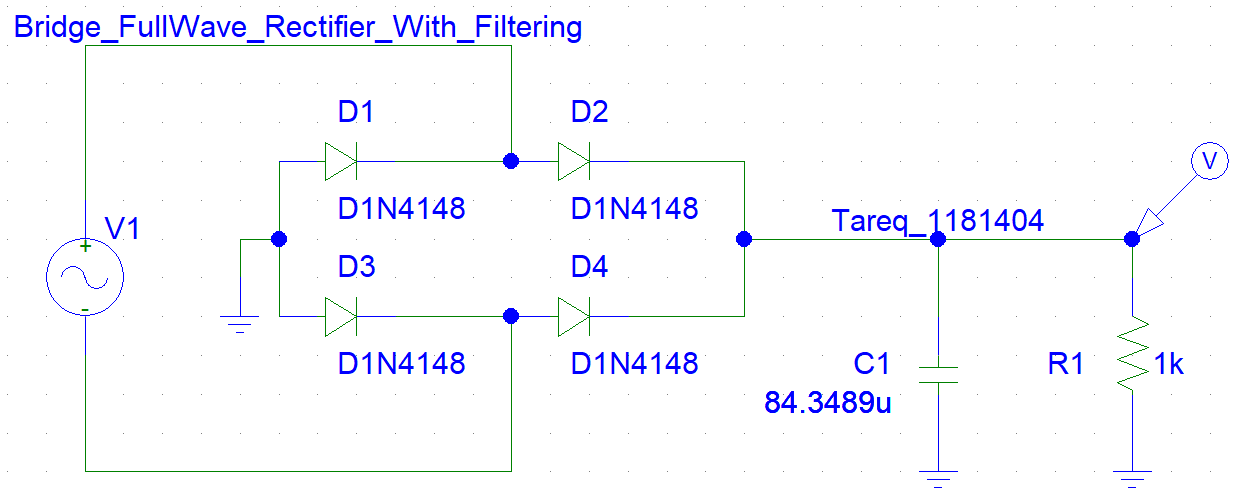 Bridge_FullWave_Rectifier_With_Filtering
D1
D2
V
D1N4148
D1N4148
V1
Tareq_1181404
+
D3
D4
-
D1N4148
D1N4148
C1
R1
1k
84.3489u